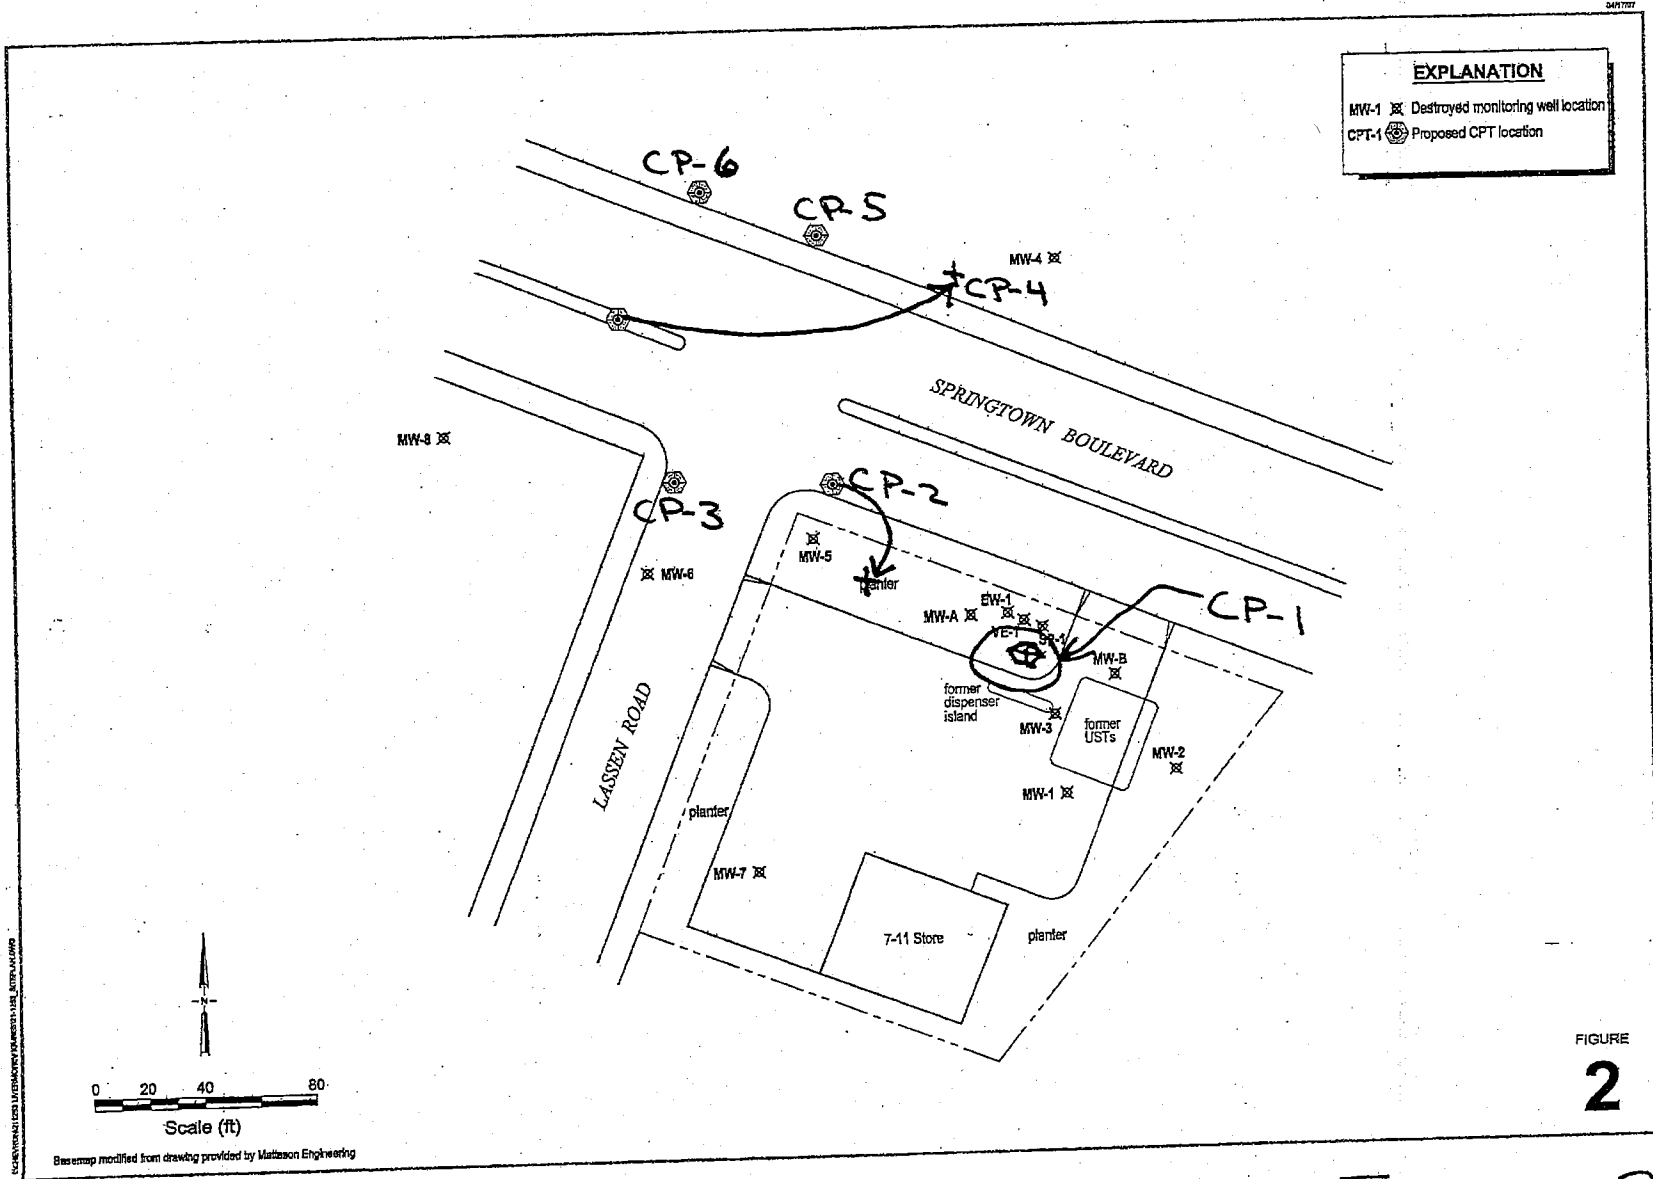 EXPLANATION
MW-1 Destroyed monitoring well location
CPT-1 Proposed CPT location
CP-6
CP-5
MW-4
CP-4
SPRINGTOWN BOULEVARD
MW-8
CP-2
CP-3
MW-5
MW-6
planter
EW-1
MW-A
CP-1
VE-1
MW-B
former
dispenser
island
MW-3
former
USTs
MW-2
LASSEN ROAD
MW-1
planter
MW-7
7-11 Store
planter
N
FIGURE
2
0 20 40 80
Scale (ft)
Basemap modified from drawing provided by Mattason Engineering